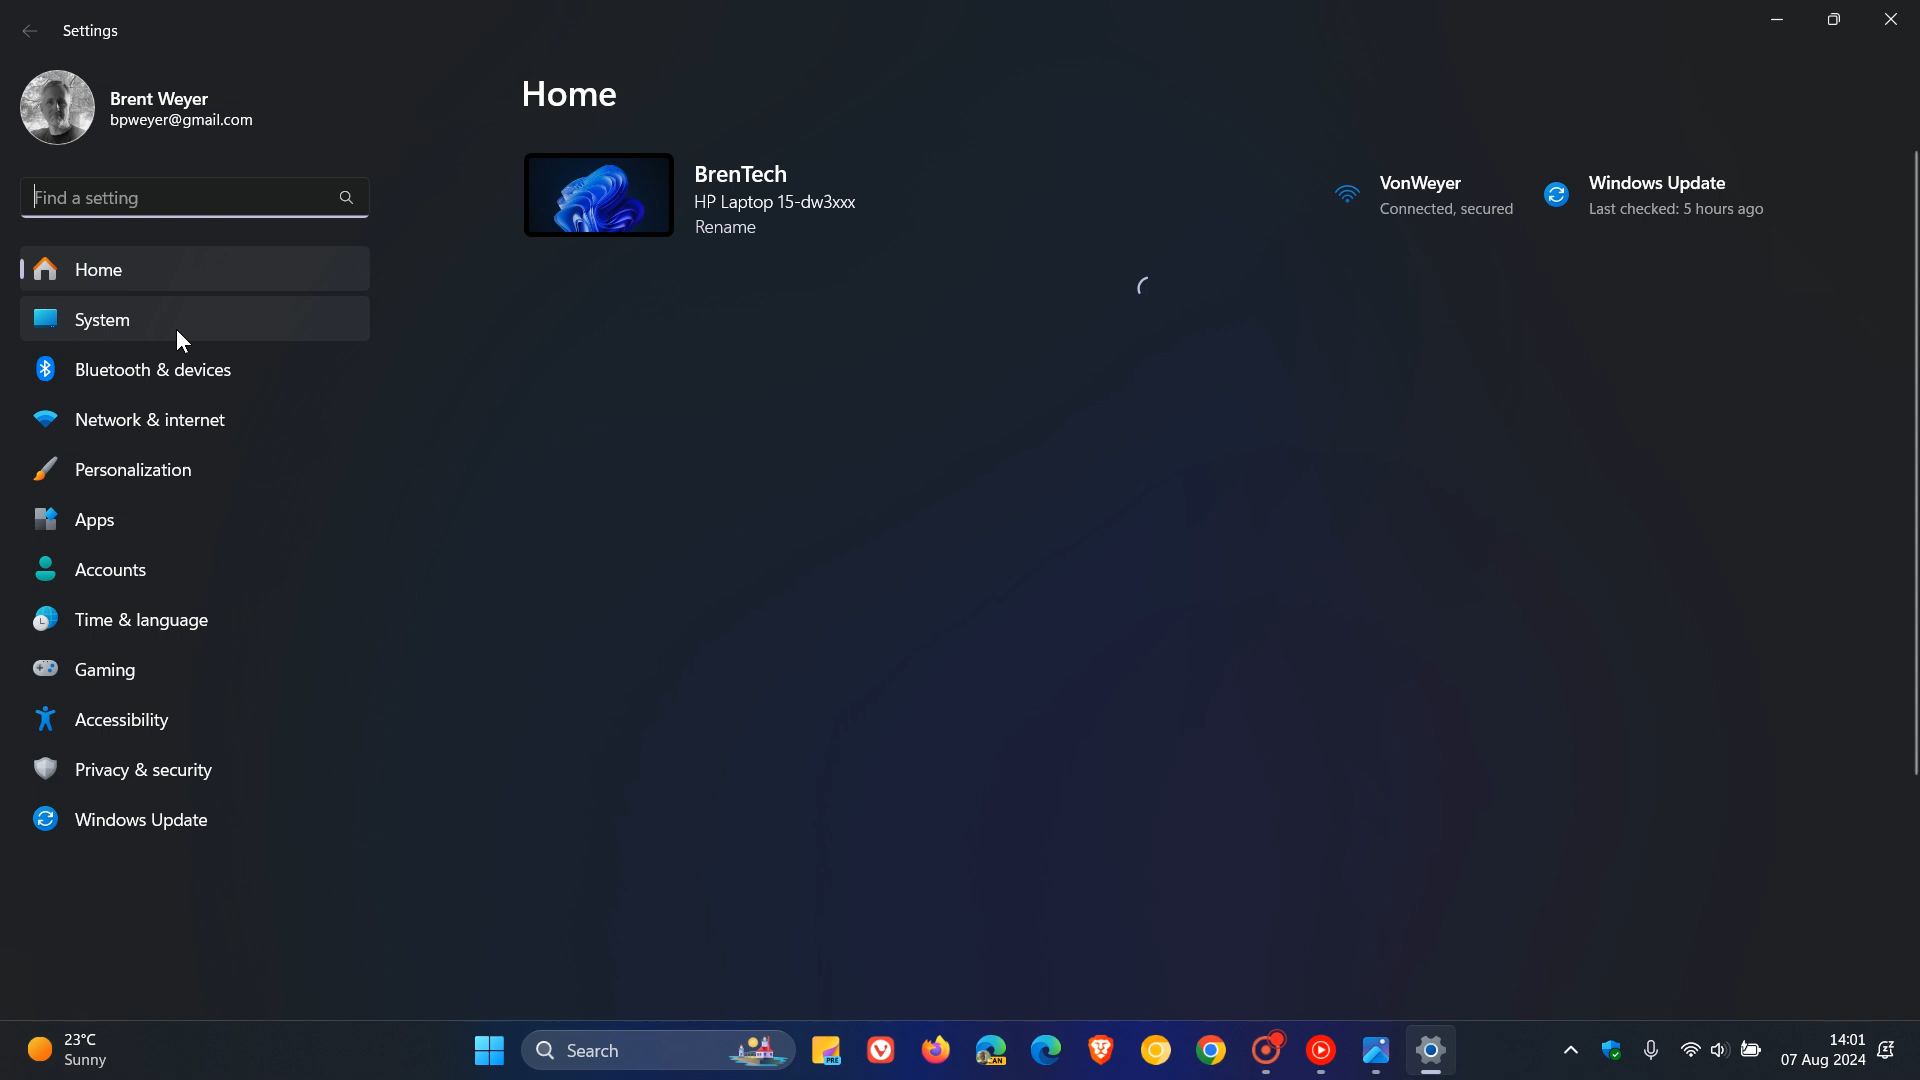 Settings
Brent Weyer
bpweyer@gmail.com
Find a setting
Home
System
Bluetooth & devices
Network & internet
Personalization
Apps
Accounts
Time & language
Gaming
Accessibility
Privacy & security
Windows Update
Home
BrenTech
HP Laptop 15-dw3xxx
Rename
VonWeyer
Connected, secured
Windows Update
Last checked: 5 hours ago
23°C
Sunny
Search
PRE
CAN
14:01
07 Aug 2024